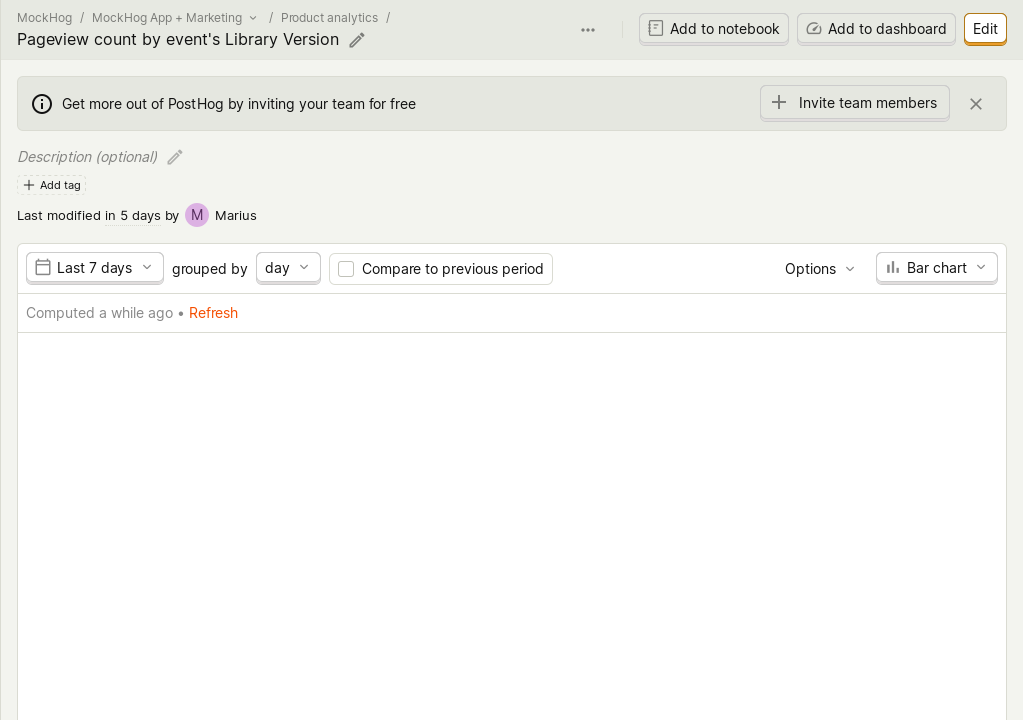 MockHog / MockHog App + Marketing / Product analytics /
Pageview count by event's Library Version
Add to notebook
Add to dashboard
Edit
Get more out of PostHog by inviting your team for free
Invite team members
Description (optional)
Add tag
Last modified in 5 days by M Marius
Last 7 days grouped by day Compare to previous period Options Bar chart
Computed a while ago • Refresh